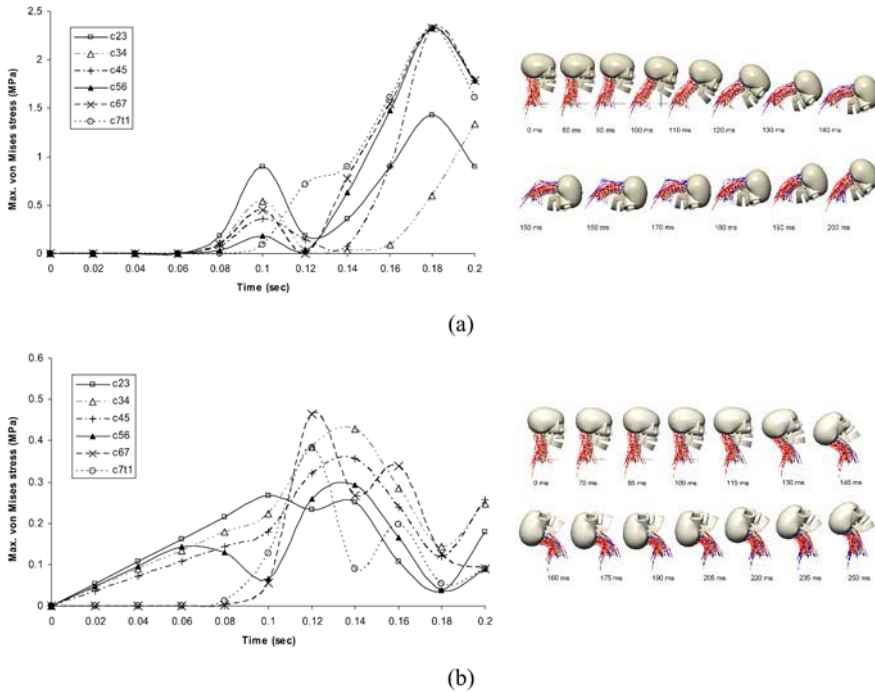 2.5
2
1.5
1
0.5
0
Max. von Mises stress (MPa)
c23
c34
c45
c56
c67
c7t1
0 0.02 0.04 0.06 0.08 0.1 0.12 0.14 0.16 0.18 0.2
Time (sec)
0 ms 80 ms 90 ms 100 ms 110 ms 120 ms 130 ms 140 ms
150 ms 160 ms 170 ms 180 ms 190 ms 200 ms
(a)
0.6
0.5
0.4
0.3
0.2
0.1
0
Max. von Mises stress (MPa)
c23
c34
c45
c56
c67
c7t1
0 0.02 0.04 0.06 0.08 0.1 0.12 0.14 0.16 0.18 0.2
Time (sec)
0 ms 70 ms 85 ms 100 ms 115 ms 130 ms 145 ms
160 ms 175 ms 190 ms 205 ms 220 ms 235 ms 250 ms
(b)